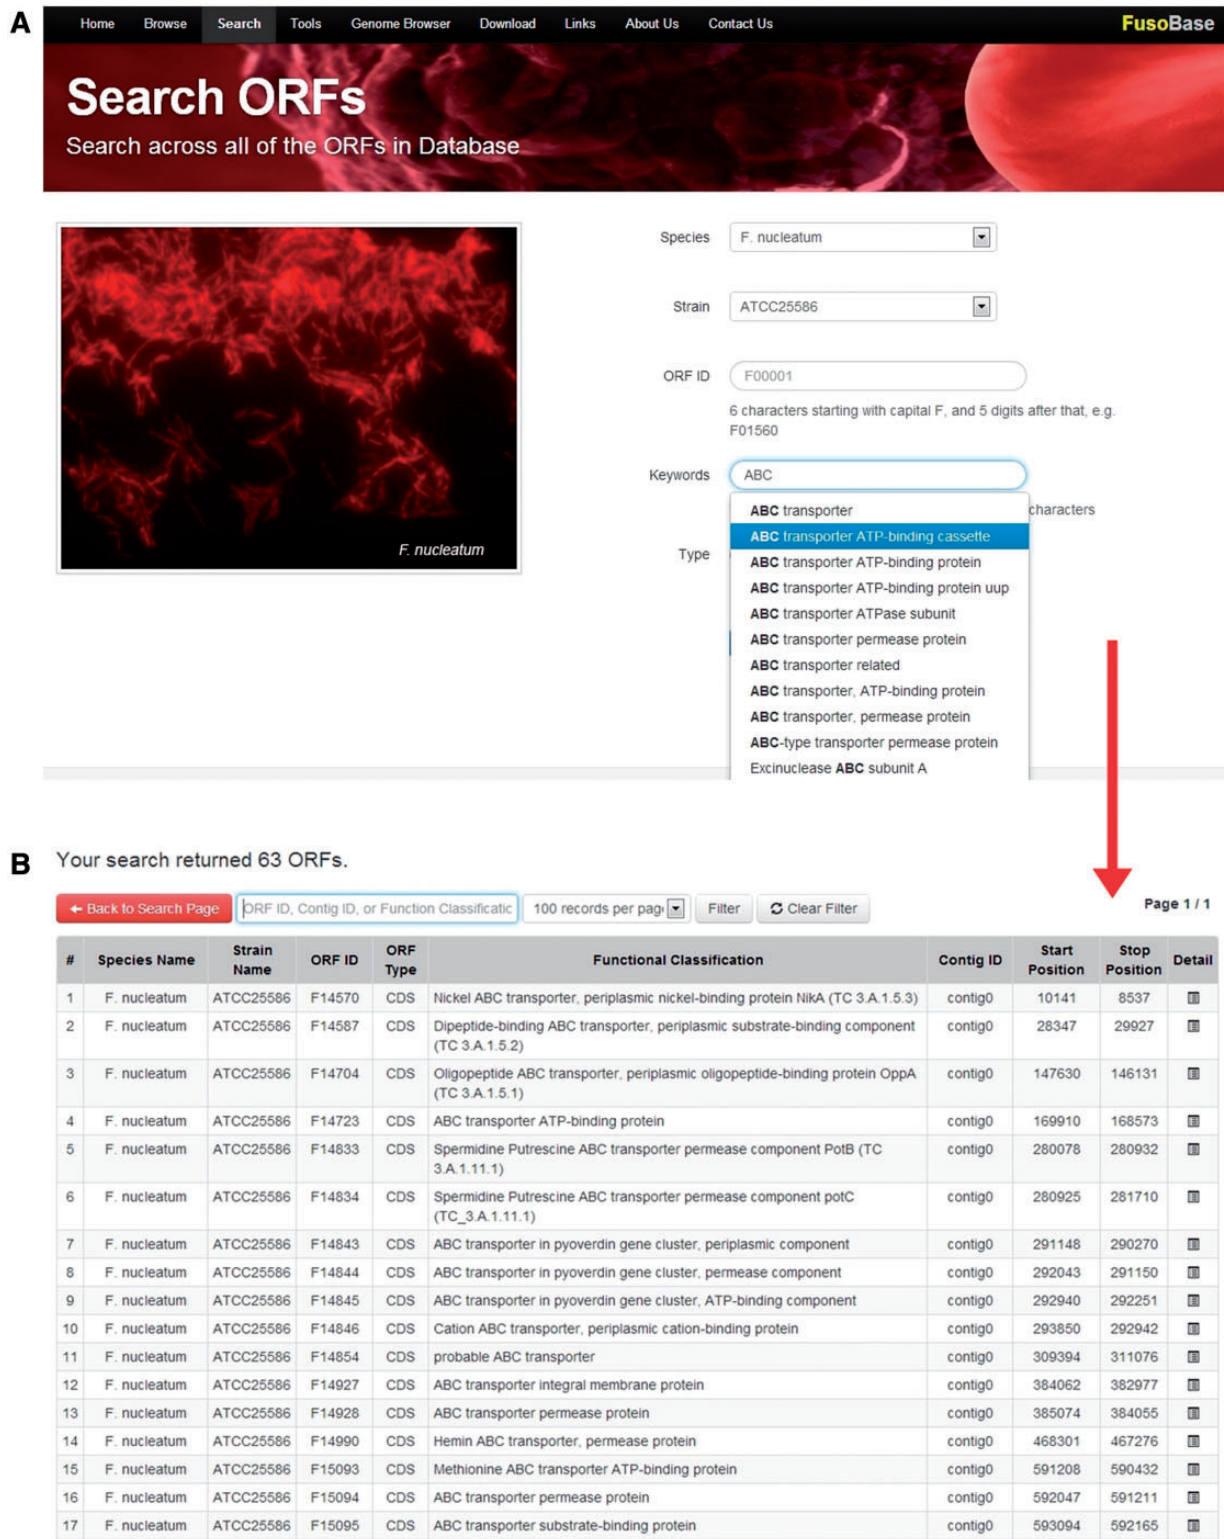 A
Home Browse Search Tools Genome Browser Download Links About Us Contact Us FusoBase
Search ORFs
Search across all of the ORFs in Database
F. nucleatum
Species F. nucleatum
Strain ATCC25586
ORF ID F00001
6 characters starting with capital F, and 5 digits after that, e.g.
F01560
Keywords ABC
characters
Type
ABC transporter
ABC transporter ATP-binding cassette
ABC transporter ATP-binding protein
ABC transporter ATP-binding protein uup
ABC transporter ATPase subunit
ABC transporter permease protein
ABC transporter related
ABC transporter, ATP-binding protein
ABC transporter, permease protein
ABC-type transporter permease protein
Excinuclease ABC subunit A
B
Your search returned 63 ORFs.
Back to Search Page ORF ID, Contig ID, or Function Classificatic 100 records per pag Filter Clear Filter Page 1 / 1
# Species Name Strain Name ORF ID ORF Type Functional Classification Contig ID Start Position Stop Position Detail
1 F. nucleatum ATCC25586 F14570 CDS Nickel ABC transporter, periplasmic nickel-binding protein NikA (TC 3.A.1.5.3) contig0 10141 8537
2 F. nucleatum ATCC25586 F14587 CDS Dipeptide-binding ABC transporter, periplasmic substrate-binding component contig0 28347 29927
(TC 3.A.1.5.2)
3 F. nucleatum ATCC25586 F14704 CDS Oligopeptide ABC transporter, periplasmic oligopeptide-binding protein OppA contig0 147630 146131
(TC 3.A.1.5.1)
4 F. nucleatum ATCC25586 F14723 CDS ABC transporter ATP-binding protein contig0 169910 168573
5 F. nucleatum ATCC25586 F14833 CDS Spermidine Putrescine ABC transporter permease component PotB (TC contig0 280078 280932
3.A.1.11.1)
6 F. nucleatum ATCC25586 F14834 CDS Spermidine Putrescine ABC transporter permease component potC contig0 280925 281710
(TC_3.A.1.11.1)
7 F. nucleatum ATCC25586 F14843 CDS ABC transporter in pyoverdin gene cluster, periplasmic component contig0 291148 290270
8 F. nucleatum ATCC25586 F14844 CDS ABC transporter in pyoverdin gene cluster, permease component contig0 292043 291150
9 F. nucleatum ATCC25586 F14845 CDS ABC transporter in pyoverdin gene cluster, ATP-binding component contig0 292940 292251
10 F. nucleatum ATCC25586 F14846 CDS Cation ABC transporter, periplasmic cation-binding protein contig0 293850 292942
11 F. nucleatum ATCC25586 F14854 CDS probable ABC transporter contig0 309394 311076
12 F. nucleatum ATCC25586 F14927 CDS ABC transporter integral membrane protein contig0 384062 382977
13 F. nucleatum ATCC25586 F14928 CDS ABC transporter permease protein contig0 385074 384055
14 F. nucleatum ATCC25586 F14990 CDS Hemin ABC transporter, permease protein contig0 468301 467276
15 F. nucleatum ATCC25586 F15093 CDS Methionine ABC transporter ATP-binding protein contig0 591208 590432
16 F. nucleatum ATCC25586 F15094 CDS ABC transporter permease protein contig0 592047 591211
17 F. nucleatum ATCC25586 F15095 CDS ABC transporter substrate-binding protein contig0 593094 592165